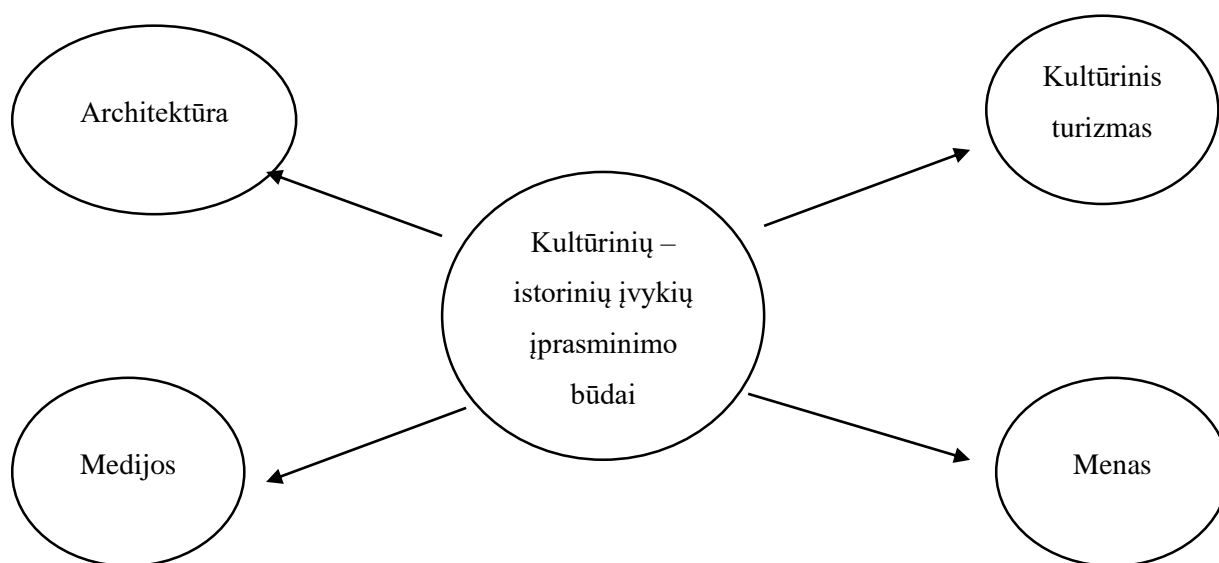 Architektūra
Kultūrinis
turizmas
Kultūrinių –
istorinių įvykių
įprasminimo
būdai
Medijos
Menas